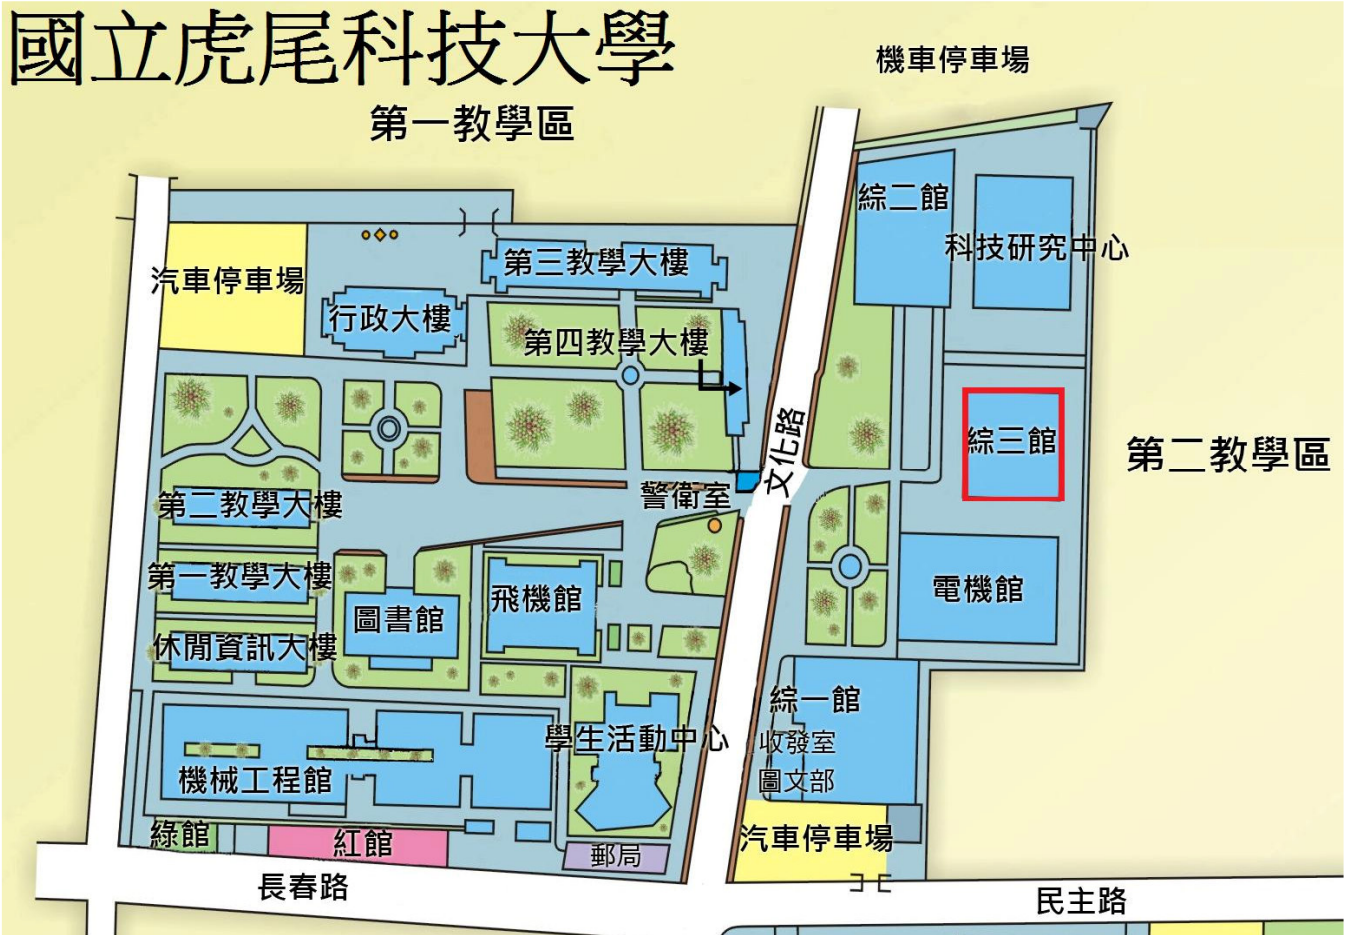 國立虎尾科技大學
機車停車場
第一教學區
綜二館
科技研究中心
第三教學大樓
汽車停車場
行政大樓
第四教學大樓
文化路
綜三館
第二教學區
警衛室
第二教學大樓
第一教學大樓
飛機館
電機館
圖書館
休閒資訊大樓
綜一館
學生活動中心
收發室
圖文部
機械工程館
綠館
紅館
汽車停車場
郵局
長春路
民主路